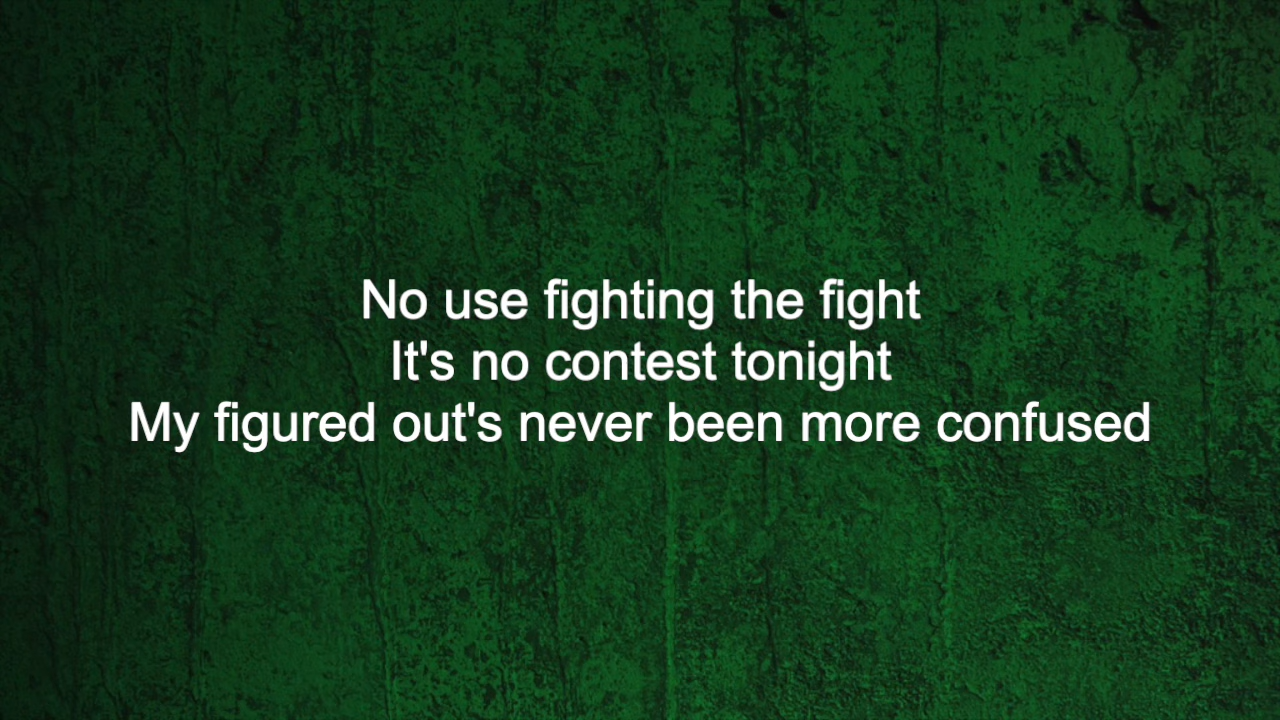 No use fighting the fight
It's no contest tonight
My figured out's never been more confused